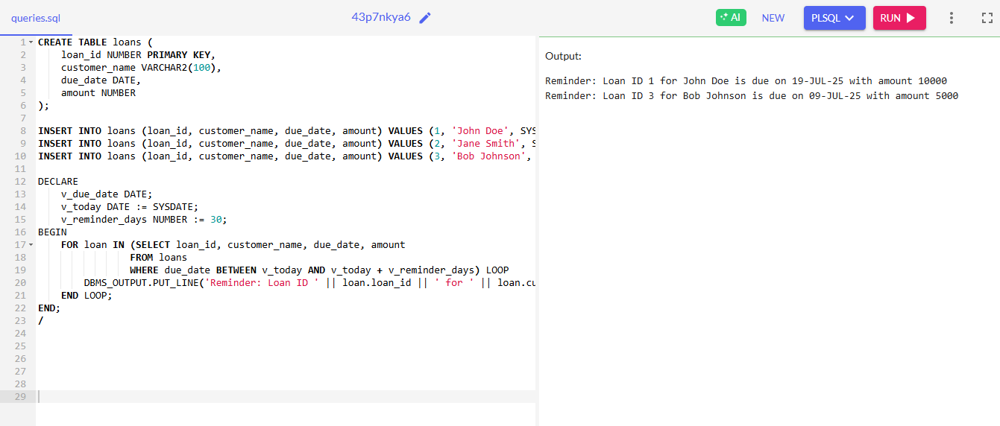 queries.sql
43p7nkya6
AI
NEW
PLSQL
RUN
1 CREATE TABLE loans (
2     loan_id NUMBER PRIMARY KEY,
3     customer_name VARCHAR2(100),
4     due_date DATE,
5     amount NUMBER
6 );
7
8 INSERT INTO loans (loan_id, customer_name, due_date, amount) VALUES (1, 'John Doe', SYS
9 INSERT INTO loans (loan_id, customer_name, due_date, amount) VALUES (2, 'Jane Smith', S
10 INSERT INTO loans (loan_id, customer_name, due_date, amount) VALUES (3, 'Bob Johnson',
11
12 DECLARE
13     v_due_date DATE;
14     v_today DATE := SYSDATE;
15     v_reminder_days NUMBER := 30;
16 BEGIN
17     FOR loan IN (SELECT loan_id, customer_name, due_date, amount
18                 FROM loans
19                 WHERE due_date BETWEEN v_today AND v_today + v_reminder_days) LOOP
20         DBMS_OUTPUT.PUT_LINE('Reminder: Loan ID ' || loan.loan_id || ' for ' || loan.cu
21     END LOOP;
22 END;
23 /
24
25
26
27
28
29
Output:
Reminder: Loan ID 1 for John Doe is due on 19-JUL-25 with amount 10000
Reminder: Loan ID 3 for Bob Johnson is due on 09-JUL-25 with amount 5000